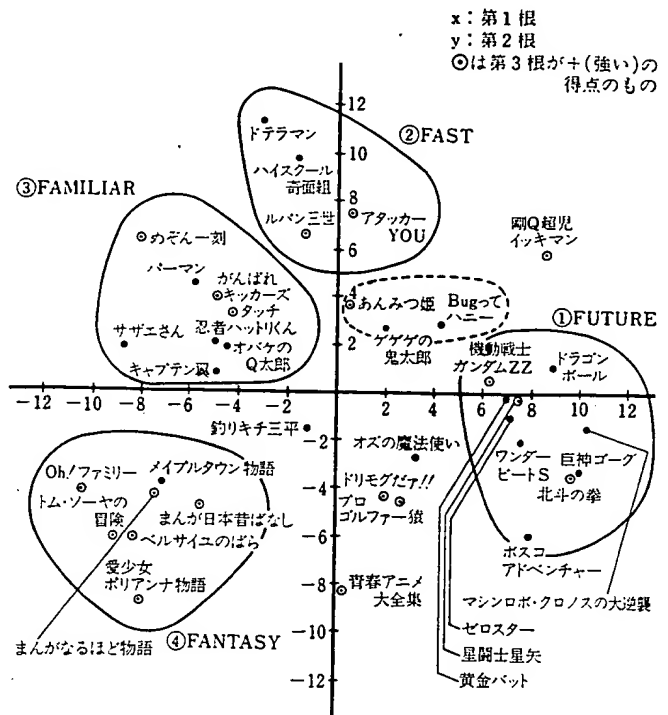 x：第1根
y：第2根
⊙は第3根が＋(強い)の
得点のもの
②FAST
ドテラマン
ハイスクール
奇面組
ルパン三世
アタッカー
YOU
③FAMILIAR
めぞん一刻
パーマン
がんばれ
キッカーズ
タッチ
忍者ハットリくん
サザエさん
オバケの
Q太郎
キャプテン翼
剛Q超児
イッキマン
あんみつ姫
Bugって
ハニー
ゲゲゲの
鬼太郎
①FUTURE
機動戦士
ガンダムZZ
ドラゴン
ボール
12
10
8
6
4
2
−14 −12 −10 −8 −6 −4 −2 0 2 4 6 8 10 12
−2
−4
−6
−8
−10
−12
釣りキチ三平
オズの魔法使い
ワンダー
ビートS
巨神ゴーグ
北斗の拳
ドリモグだァ!!
プロ
ゴルファー猿
ボスコ
アドベンチャー
青春アニメ
大全集
マシンロボ・クロノスの大逆襲
ゼロスター
星闘士星矢
黄金バット
Oh!ファミリー
メイプルタウン物語
トム・ソーヤの
冒険
まんが日本昔ばなし
ベルサイユのばら
愛少女
ポリアンナ物語
まんがなるほど物語
④FANTASY